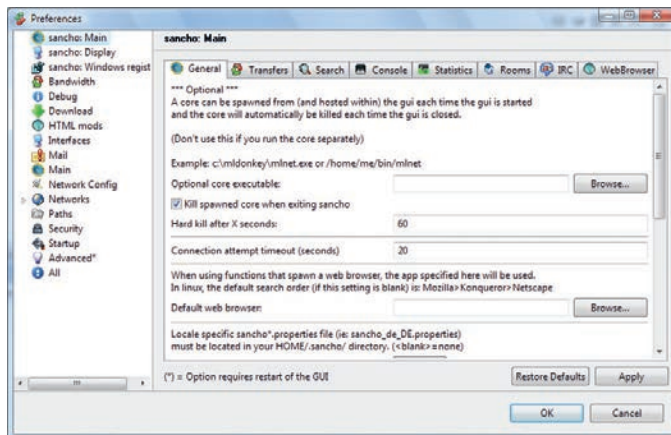 Preferences
sancho: Main
sancho: Display
sancho: Windows regist
Bandwidth
Debug
Download
HTML mods
Interfaces
Mail
Main
Network Config
Networks
Paths
Security
Startup
Advanced*
All
sancho: Main
General Transfers Search Console Statistics Rooms IRC WebBrowser
*** Optional ***
A core can be spawned from (and hosted within) the gui each time the gui is started
and the core will automatically be killed each time the gui is closed.
(Don't use this if you run the core separately)
Example: c:\mldonkey\mlnet.exe or /home/me/bin/mlnet
Optional core executable: Browse...
Kill spawned core when exiting sancho
Hard kill after X seconds: 60
Connection attempt timeout (seconds) 20
When using functions that spawn a web browser, the app specified here will be used.
In linux, the default search order (if this setting is blank) is: Mozilla>Konqueror>Netscape
Default web browser: Browse...
Locale specific sancho*.properties file (ie: sancho_de_DE.properties)
must be located in your HOME/.sancho/ directory. (<blank>=none)
(*) = Option requires restart of the GUI
Restore Defaults Apply
OK Cancel